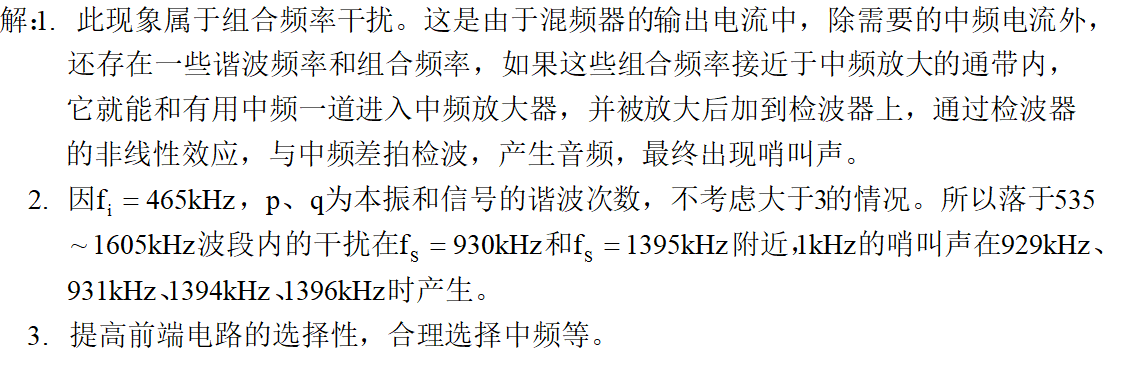 解:1. 此现象属于组合频率干扰。这是由于混频器的输出电流中，除需要的中频电流外，
还存在一些谐波频率和组合频率，如果这些组合频率接近于中频放大的通带内，
它就能和有用中频一道进入中频放大器，并被放大后加到检波器上，通过检波器
的非线性效应，与中频差拍检波，产生音频，最终出现哨叫声。
2. 因fi = 465kHz，p、q为本振和信号的谐波次数，不考虑大于3的情况。所以落于535
~ 1605kHz波段内的干扰在fs = 930kHz和fs = 1395kHz附近,1kHz的哨叫声在929kHz、
931kHz、1394kHz、1396kHz时产生。
3. 提高前端电路的选择性，合理选择中频等。